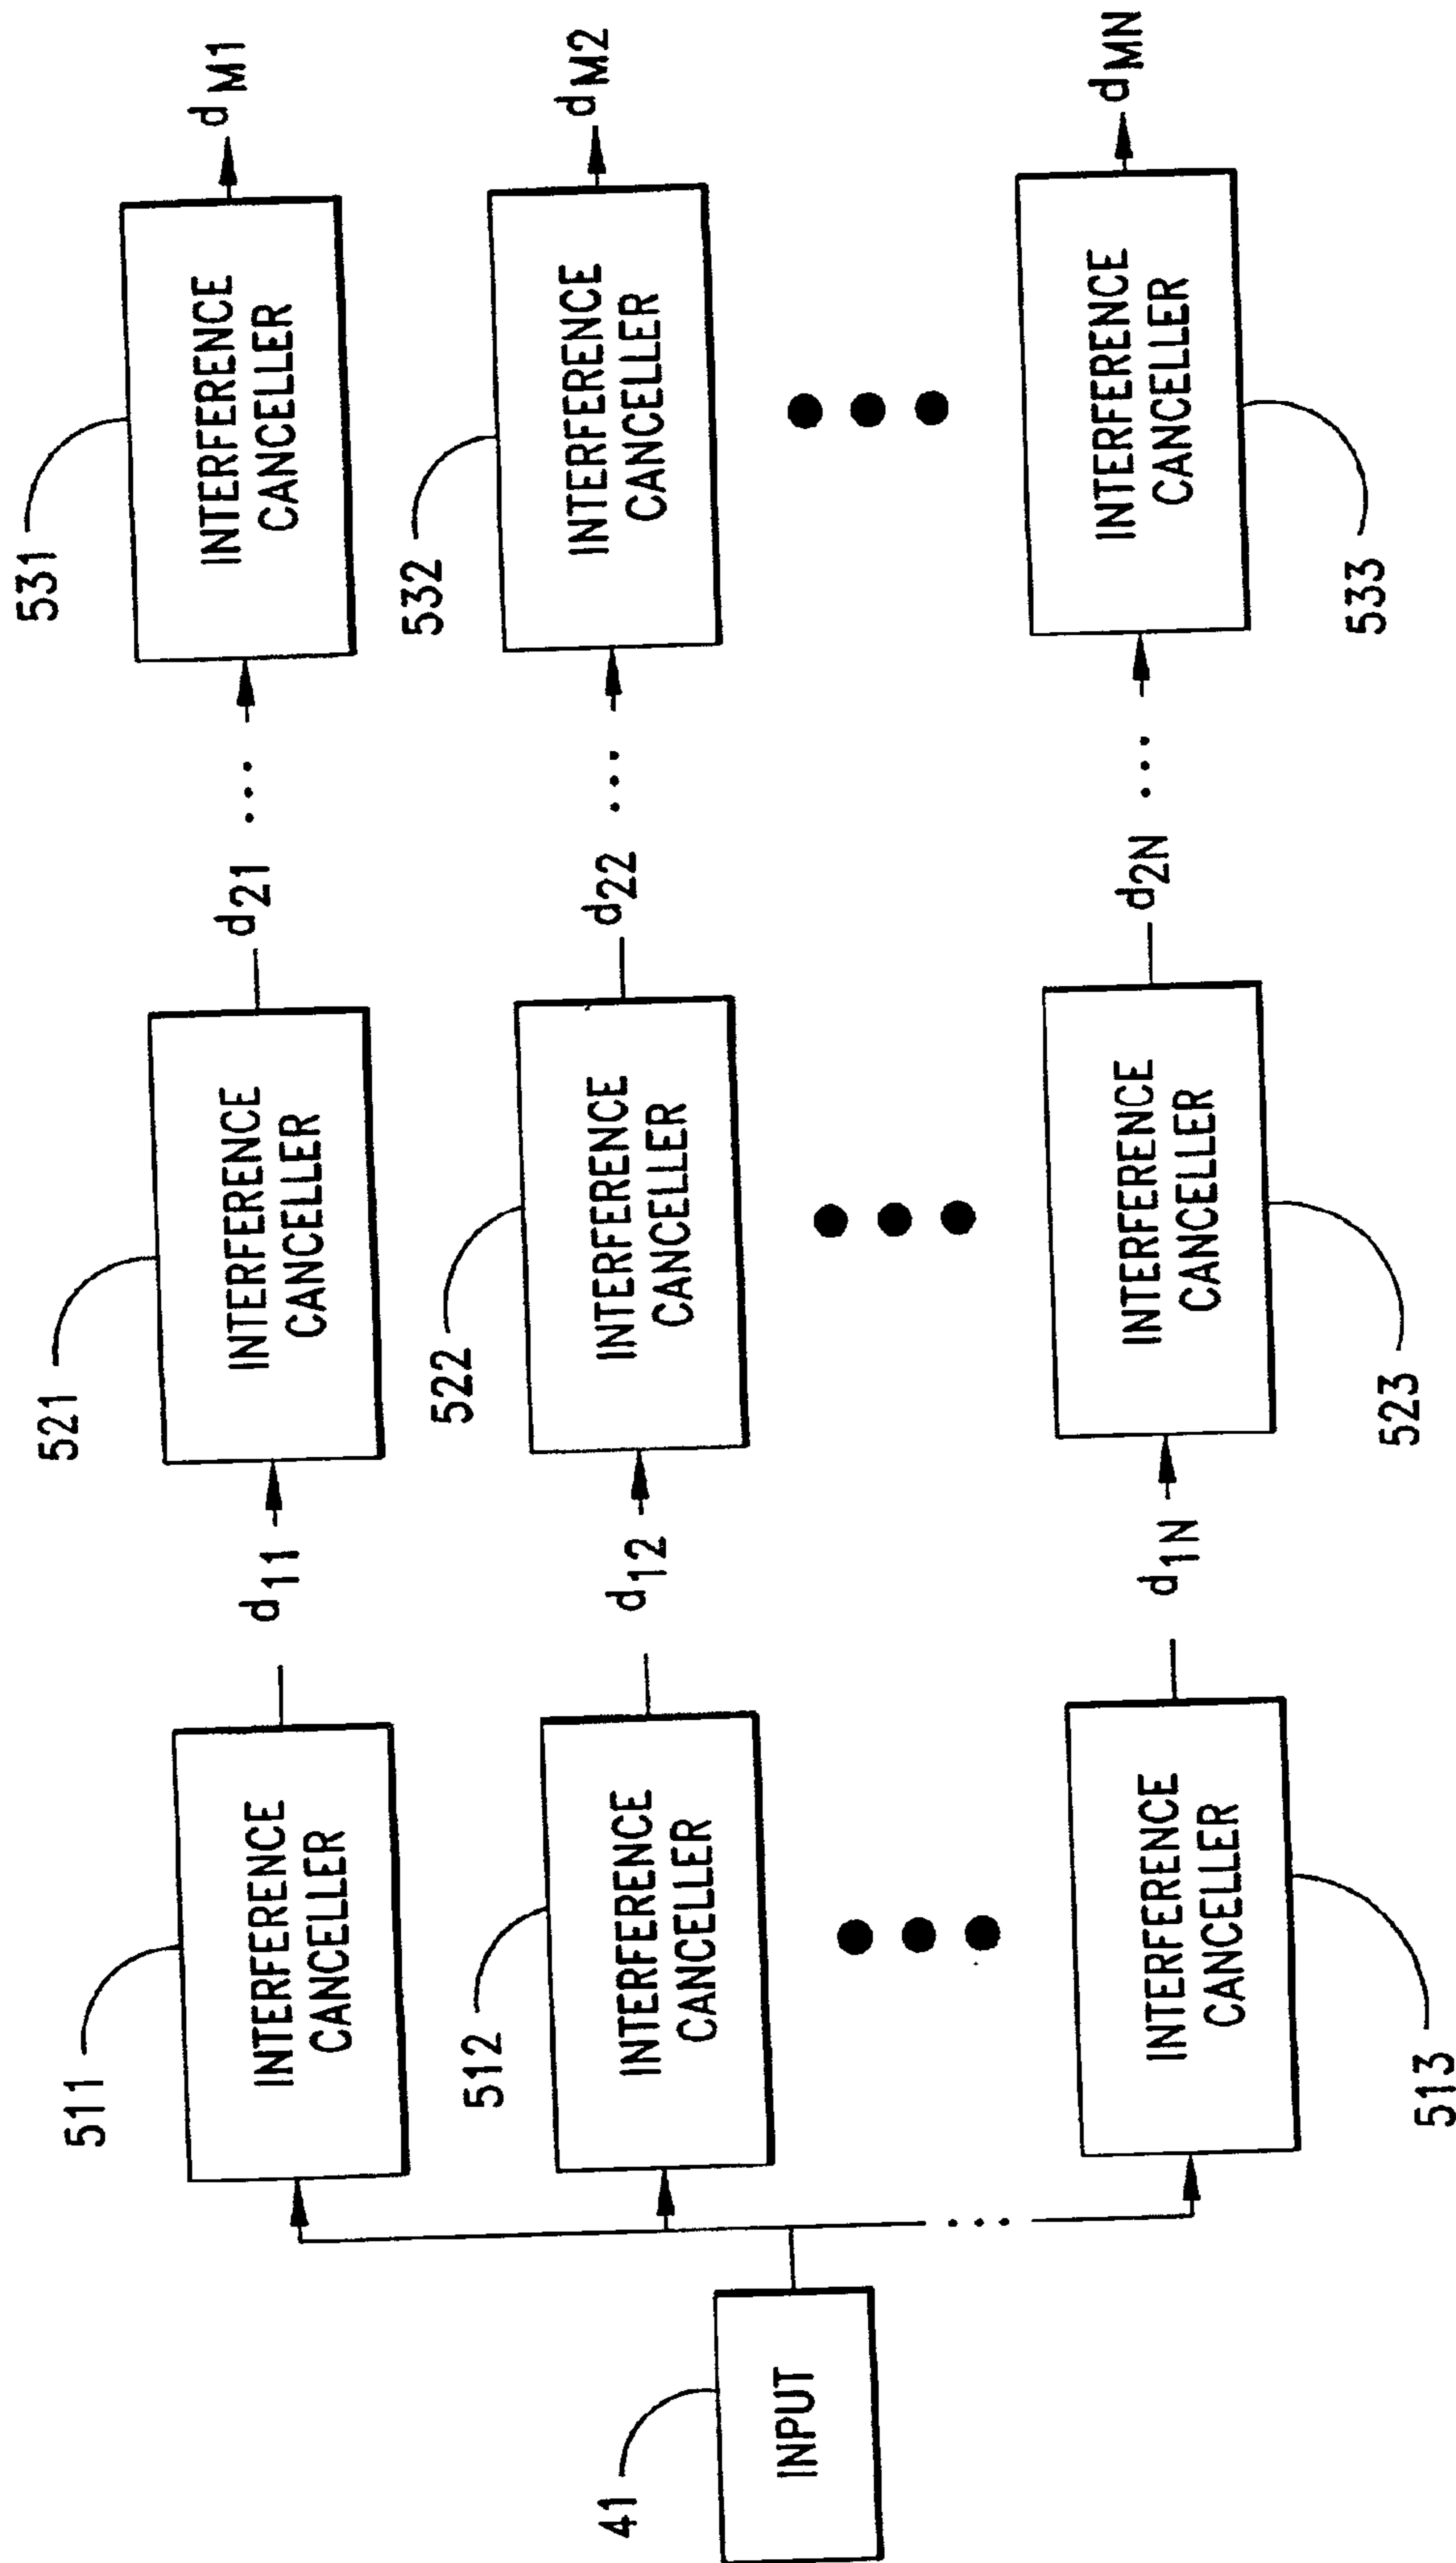 41
INPUT
511
INTERFERENCE
CANCELLER
d11
521
INTERFERENCE
CANCELLER
d21
...
531
INTERFERENCE
CANCELLER
dM1
512
INTERFERENCE
CANCELLER
d12
522
INTERFERENCE
CANCELLER
d22
...
532
INTERFERENCE
CANCELLER
dM2
...
513
INTERFERENCE
CANCELLER
d1N
523
INTERFERENCE
CANCELLER
d2N
...
533
INTERFERENCE
CANCELLER
dMN